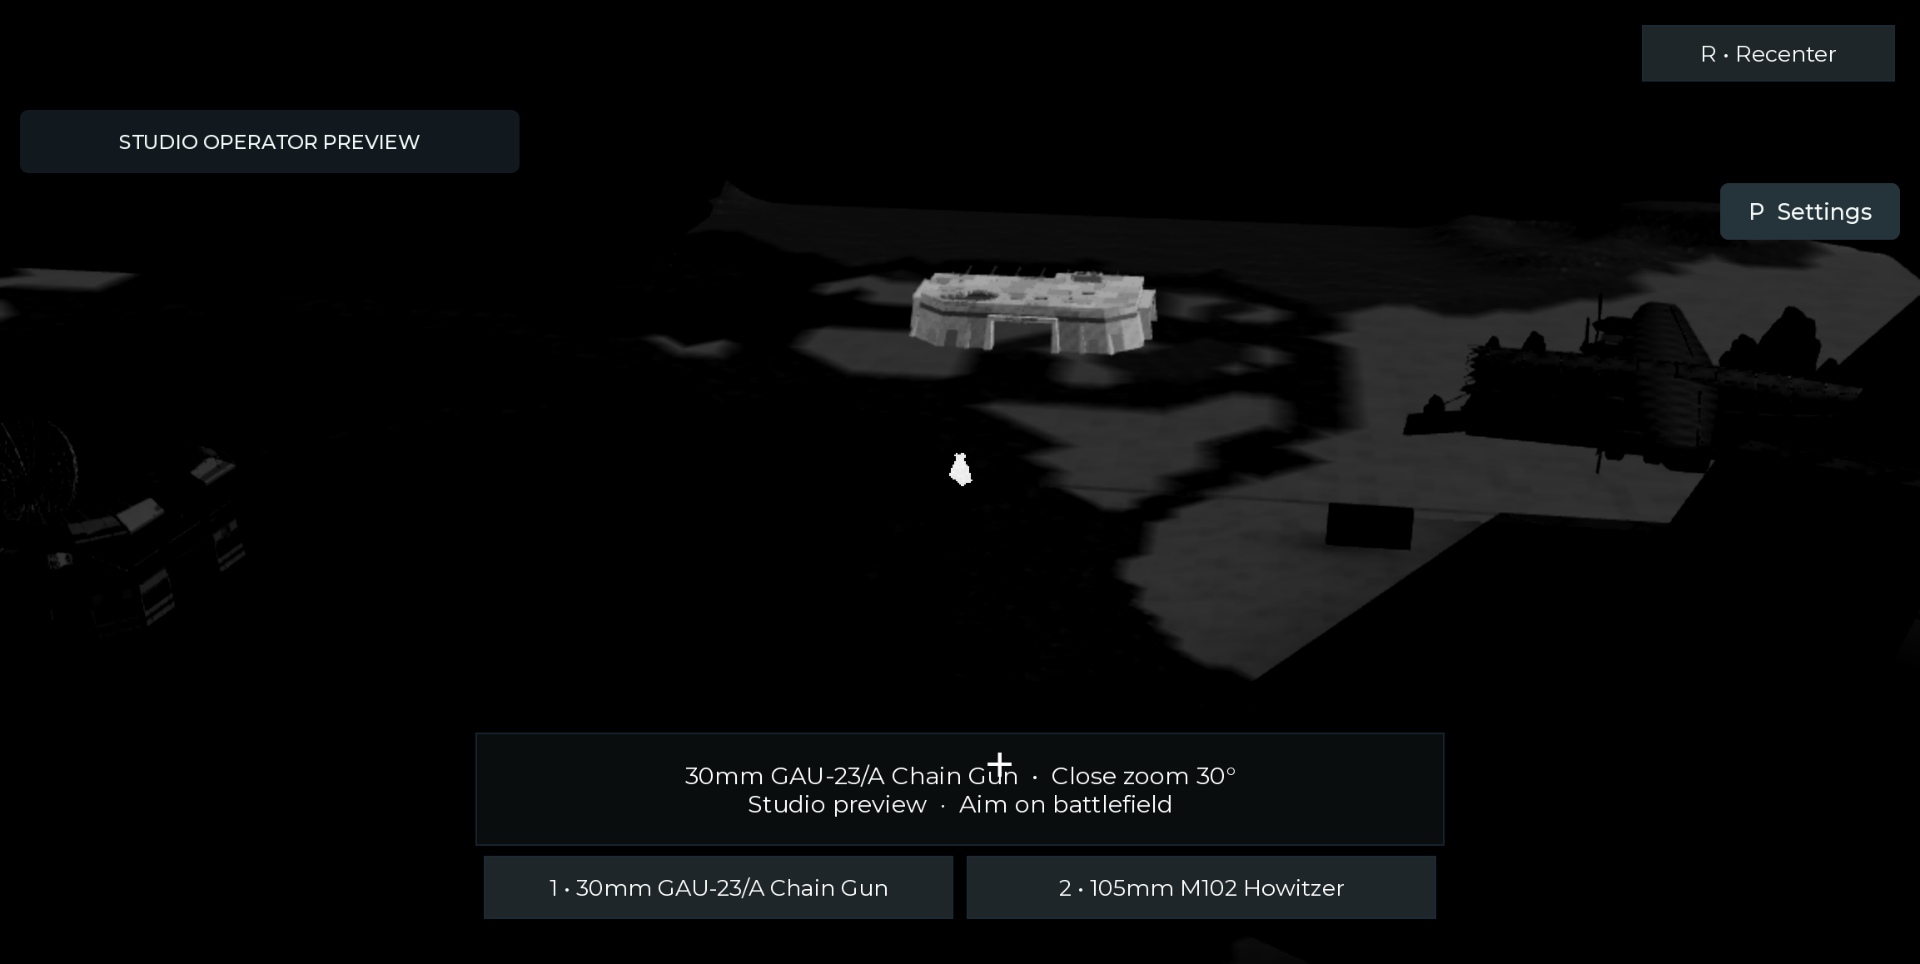 R • Recenter
STUDIO OPERATOR PREVIEW
P Settings
30mm GAU-23/A Chain Gun • Close zoom 30°
Studio preview · Aim on battlefield
1 • 30mm GAU-23/A Chain Gun
2 • 105mm M102 Howitzer